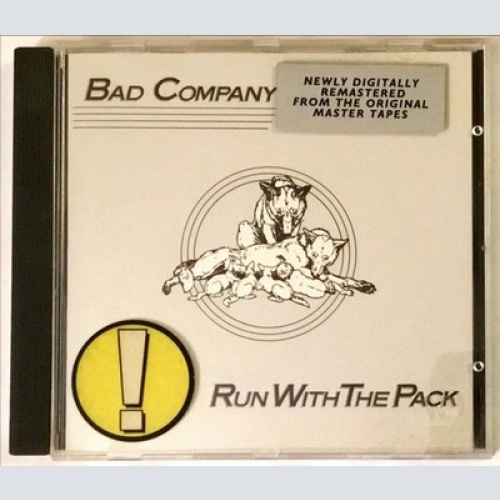 BAD COMPANY
NEWLY DIGITALLY
REMASTERED
FROM THE ORIGINAL
MASTER TAPES
!
RUN WITH THE PACK